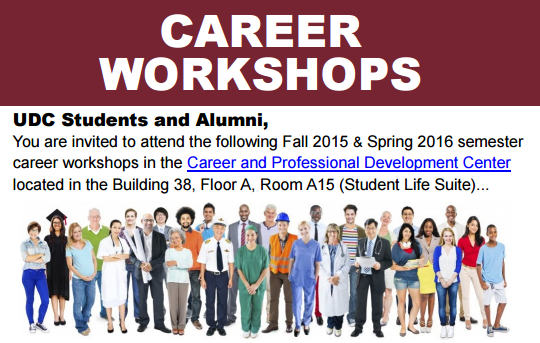 CAREER
WORKSHOPS
UDC Students and Alumni,
You are invited to attend the following Fall 2015 & Spring 2016 semester
career workshops in the Career and Professional Development Center
located in the Building 38, Floor A, Room A15 (Student Life Suite)...